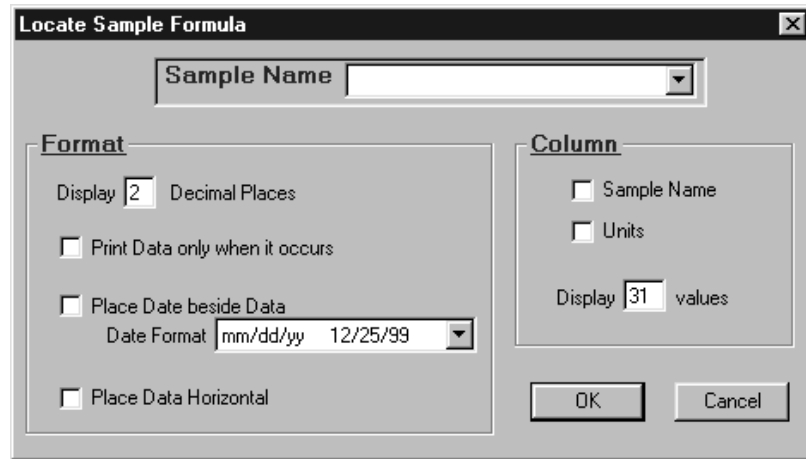 Locate Sample Formula
Sample Name
Format
Display 2 Decimal Places
Print Data only when it occurs
Place Date beside Data
Date Format mm/dd/yy 12/25/99
Place Data Horizontal
Column
Sample Name
Units
Display 31 values
OK Cancel